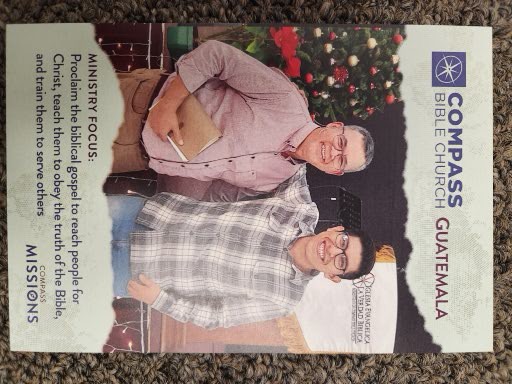 COMPASS
BIBLE CHURCH GUATEMALA
IGLESIA EVANGELICA
LA VERDAD BIBLICA
MINISTRY FOCUS:
Proclaim the biblical gospel to reach people for
Christ, teach them to obey the truth of the Bible,
and train them to serve others
COMPASS
MISSIONS